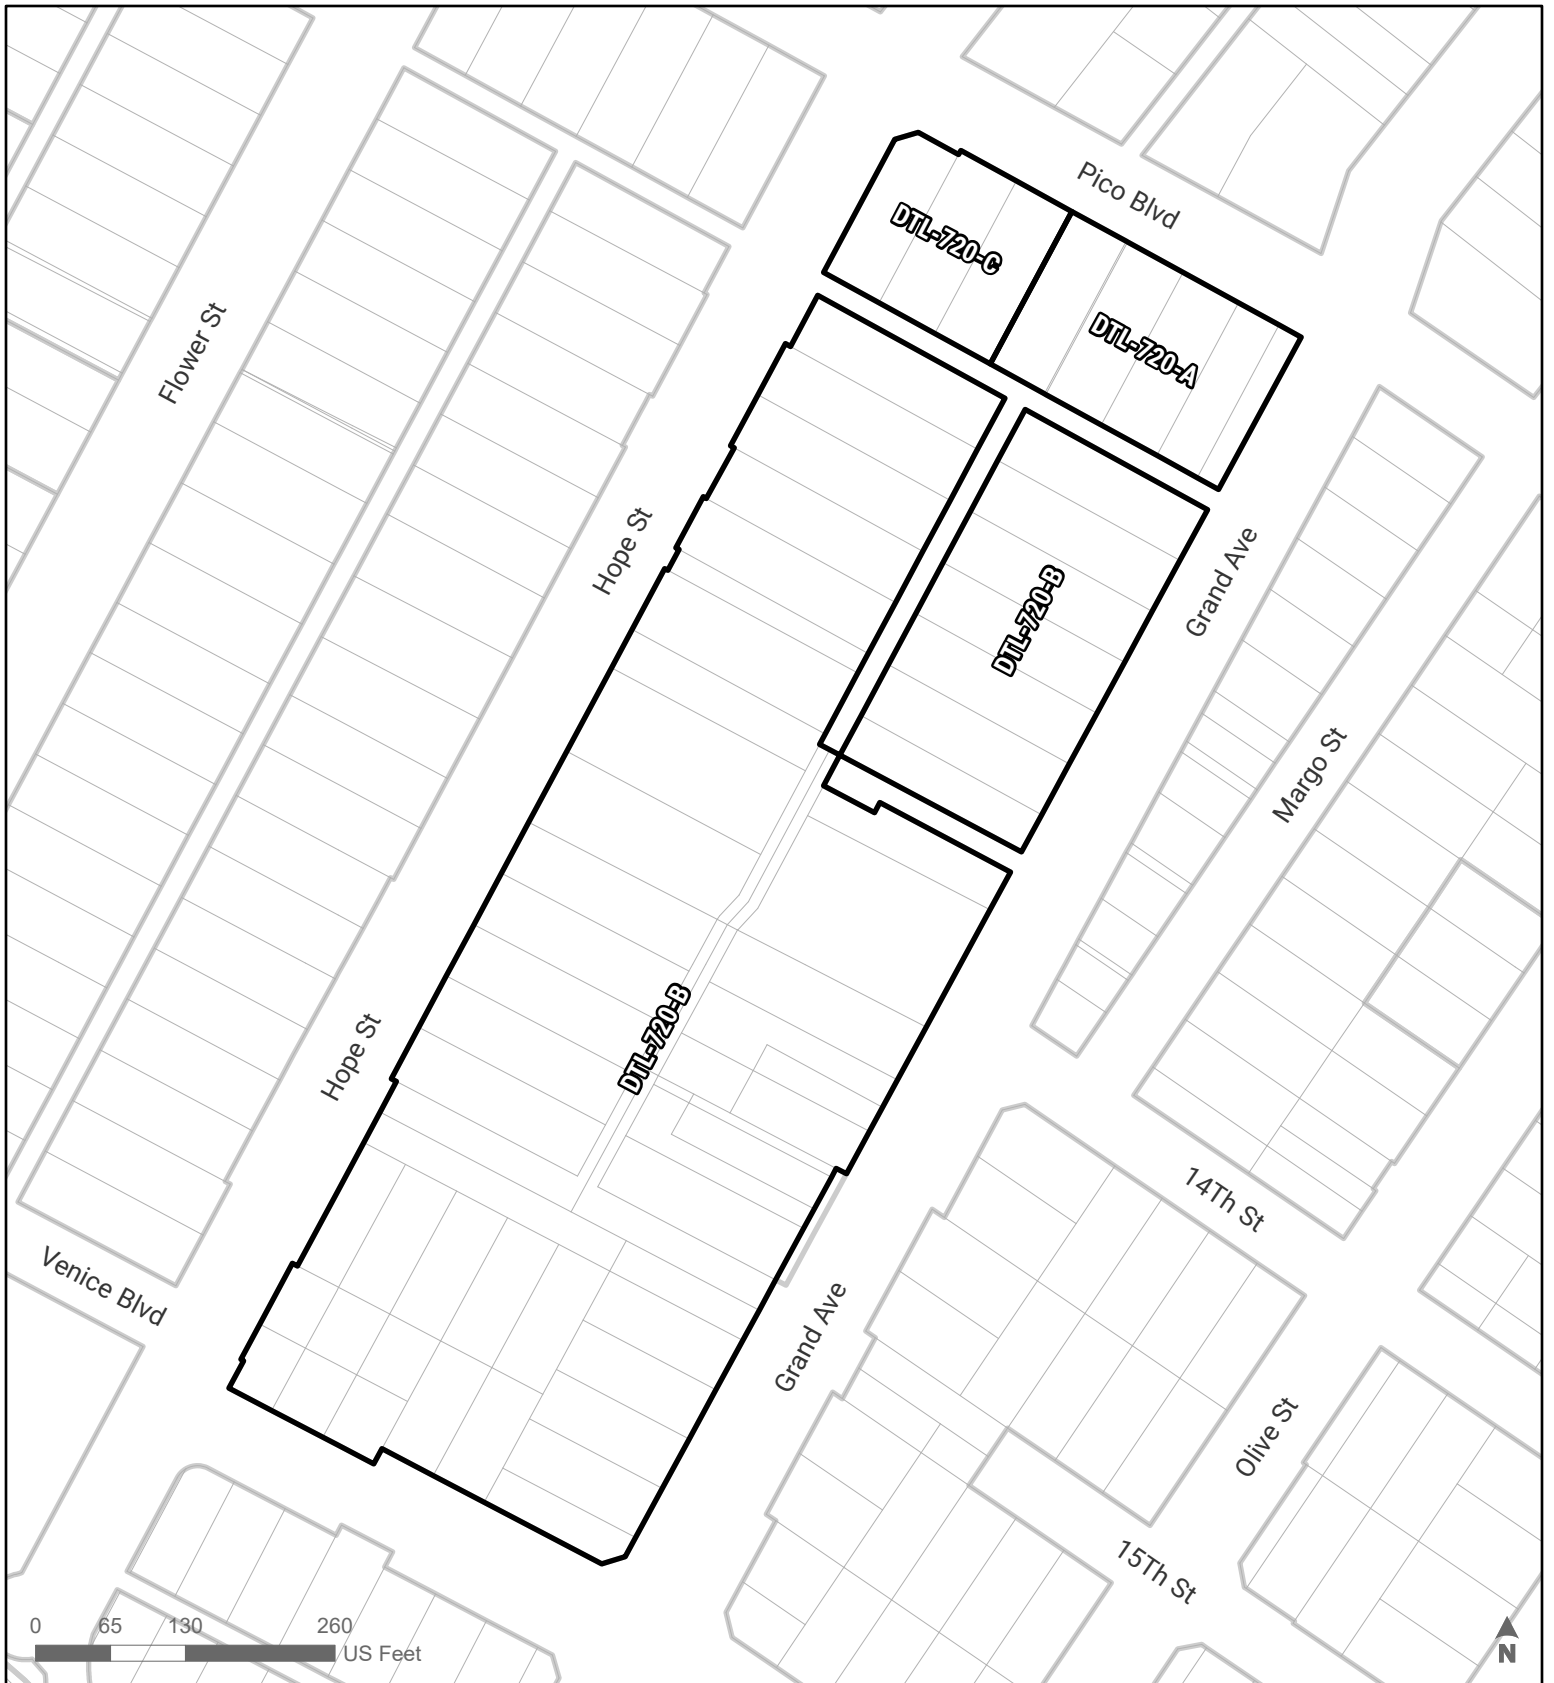 Pico Blvd
DTL-720-C
DTL-720-A
Flower St
Hope St
Grand Ave
DTL-720-B
Margo St
DTL-720-B
Hope St
14Th St
Venice Blvd
Grand Ave
Olive St
15Th St
0 65 130 260
US Feet
N